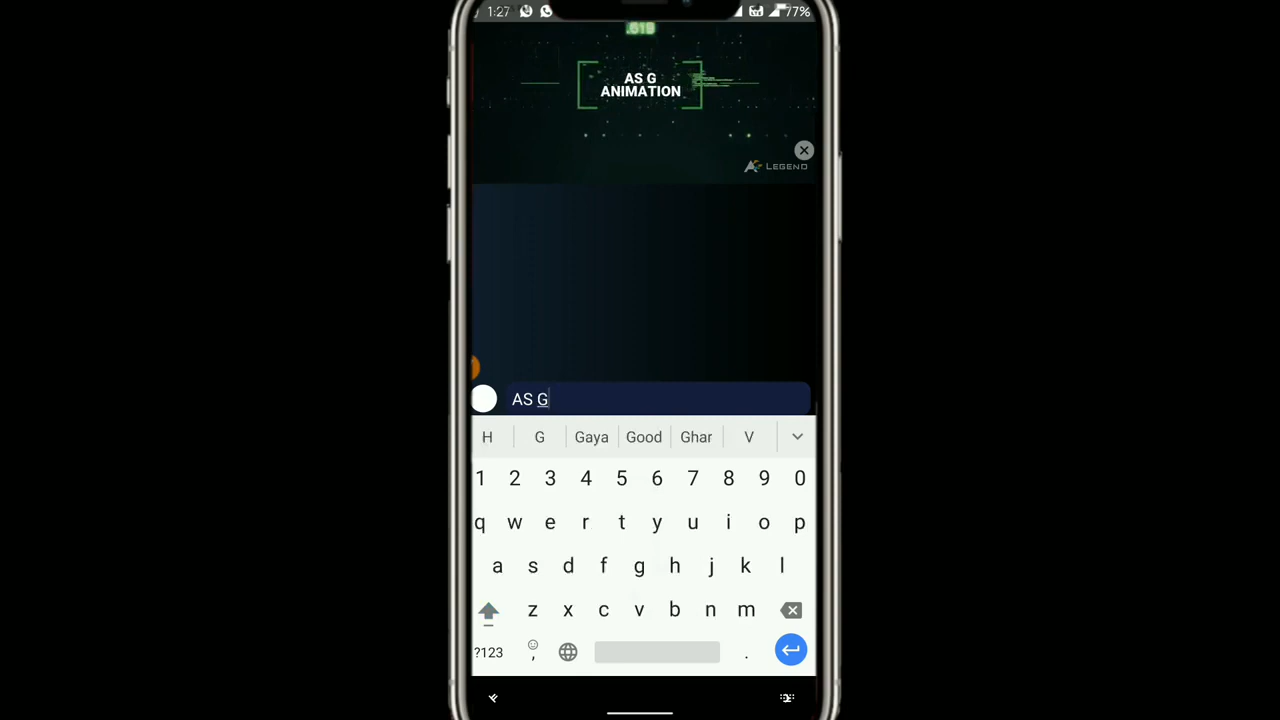 1:27
77%
.619
AS G
ANIMATION
LEGEND
AS G
H G Gaya Good Ghar V
1 2 3 4 5 6 7 8 9 0
q w e r t y u i o p
a s d f g h j k l
z x c v b n m
?123 , .